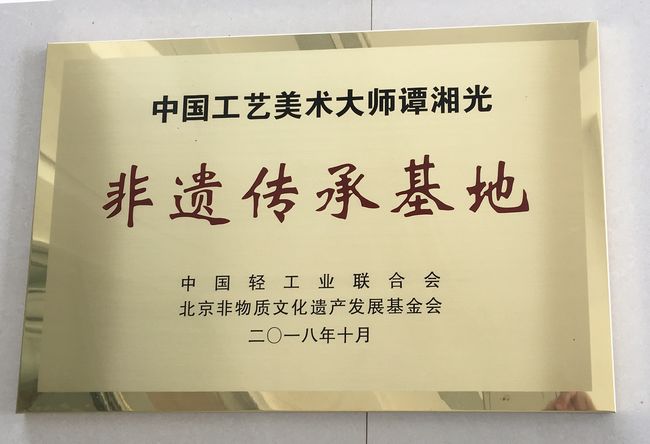 中国工艺美术大师谭湘光
非遗传承基地
中国轻工业联合会
北京非物质文化遗产发展基金会
二〇一八年十月